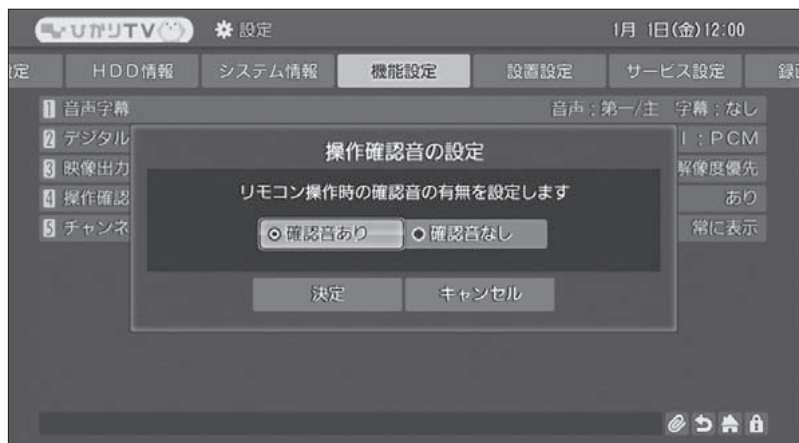 ひかりTV 設定 1月 1日(金)12:00
定 HDD情報 システム情報 機能設定 設置設定 サービス設定 録
1 音声字幕 音声:第一/主 字幕:なし
2 デジタル I:PCM
3 映像出力 解像度優先
4 操作確認 あり
5 チャンネ 常に表示
操作確認音の設定
リモコン操作時の確認音の有無を設定します
確認音あり 確認音なし
決定 キャンセル